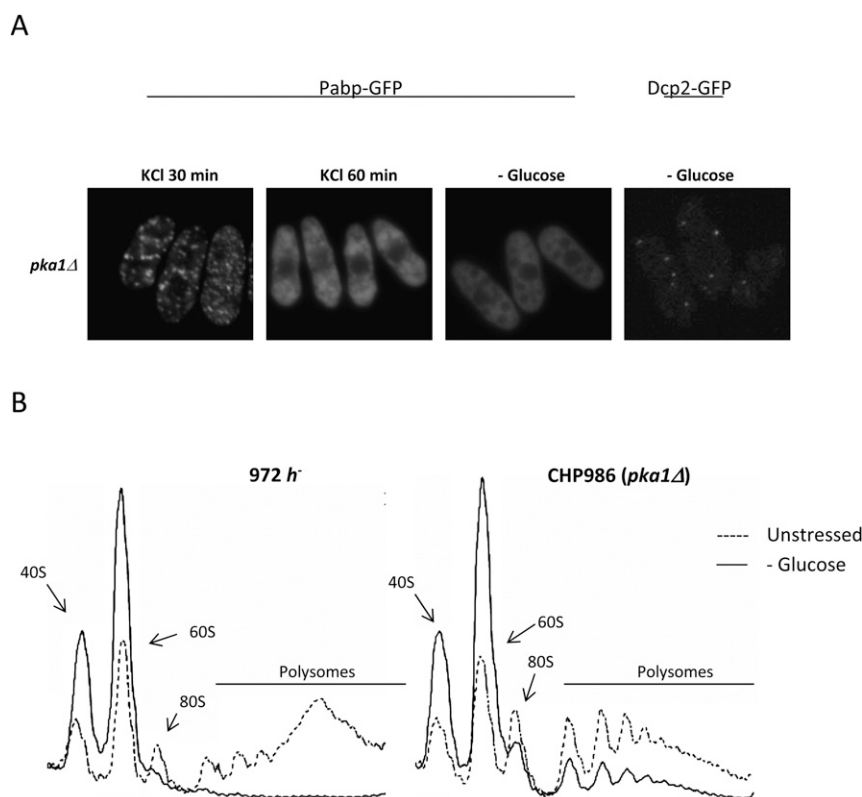 A
Pabp-GFP Dcp2-GFP
KCl 30 min KCl 60 min - Glucose - Glucose
pka1Δ
B
972 h⁻ CHP986 (pka1Δ)
Unstressed
- Glucose
40S 40S
60S 60S
80S 80S
Polysomes Polysomes